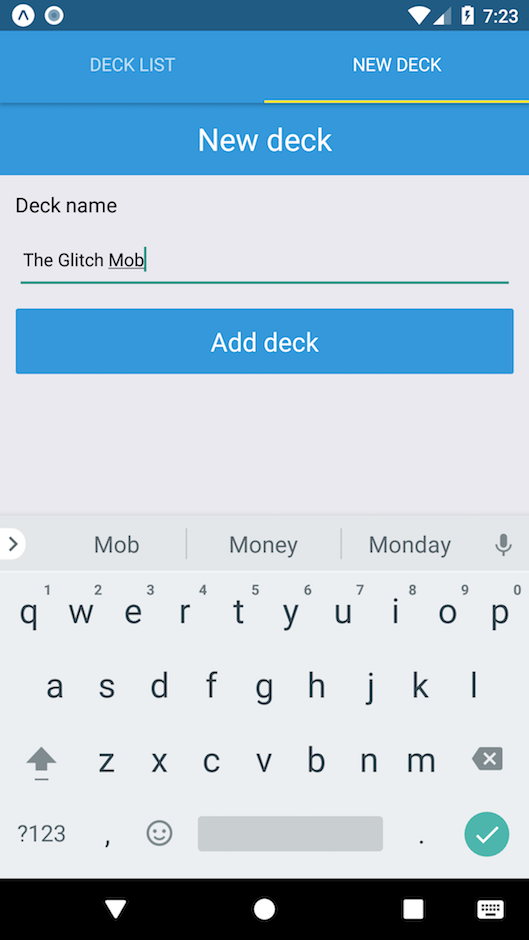 7:23
DECK LIST NEW DECK
New deck
Deck name
The Glitch Mob
Add deck
Mob Money Monday
1 2 3 4 5 6 7 8 9 0
q w e r t y u i o p
a s d f g h j k l
z x c v b n m
?123 , .